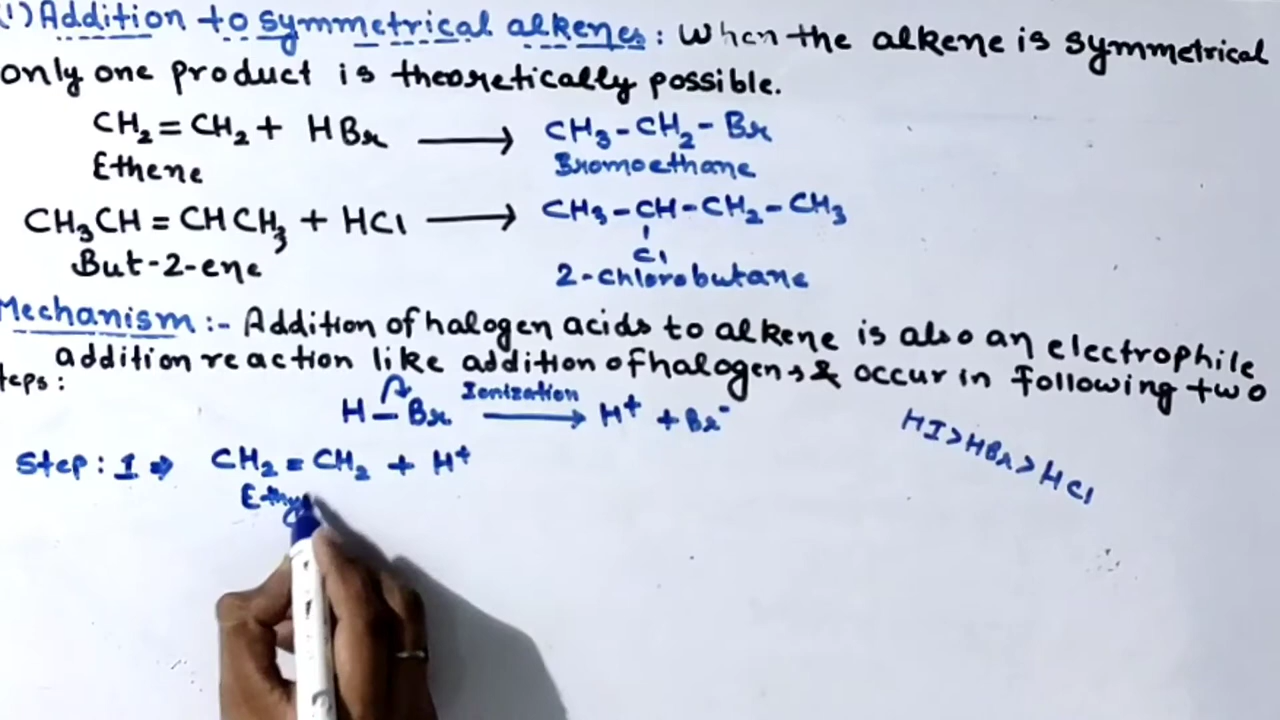 (1) Addition to symmetrical alkenes: When the alkene is symmetrical
only one product is theoretically possible.
CH₂=CH₂ + HBr ⟶ CH₃-CH₂-Br
Ethene Bromoethane
CH₃CH=CHCH₃ + HCl ⟶ CH₃-CH-CH₂-CH₃
Cl
But-2-ene 2-chlorobutane
Mechanism:- Addition of halogen acids to alkene is also an electrophile
addition reaction like addition of halogens, & occur in following two
teps:
H-Br Ionization ⟶ H⁺ + Br⁻
HI>HBr>HCl
Step:1⇒ CH₂=CH₂ + H⁺
Ethy